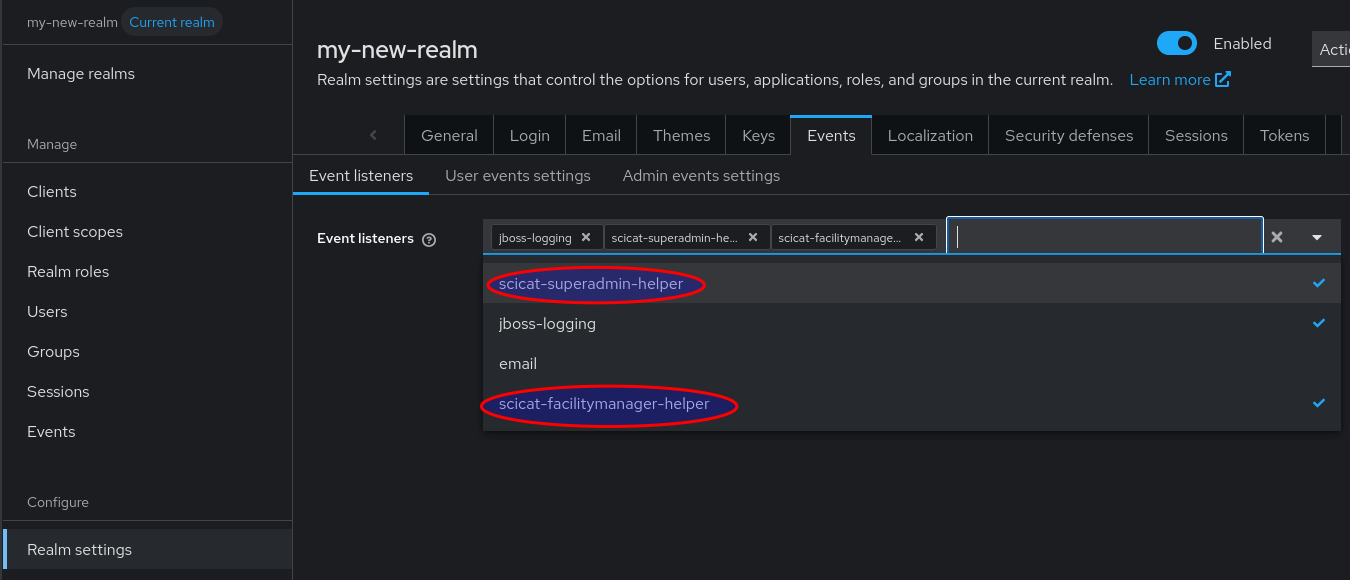 my-new-realm Current realm
Manage realms
Manage
Clients
Client scopes
Realm roles
Users
Groups
Sessions
Events
Configure
Realm settings
my-new-realm
Enabled
Acti
Realm settings are settings that control the options for users, applications, roles, and groups in the current realm. Learn more
General Login Email Themes Keys Events Localization Security defenses Sessions Tokens
Event listeners User events settings Admin events settings
Event listeners
jboss-logging scicat-superadmin-he... scicat-facilitymanage...
scicat-superadmin-helper
jboss-logging
email
scicat-facilitymanager-helper